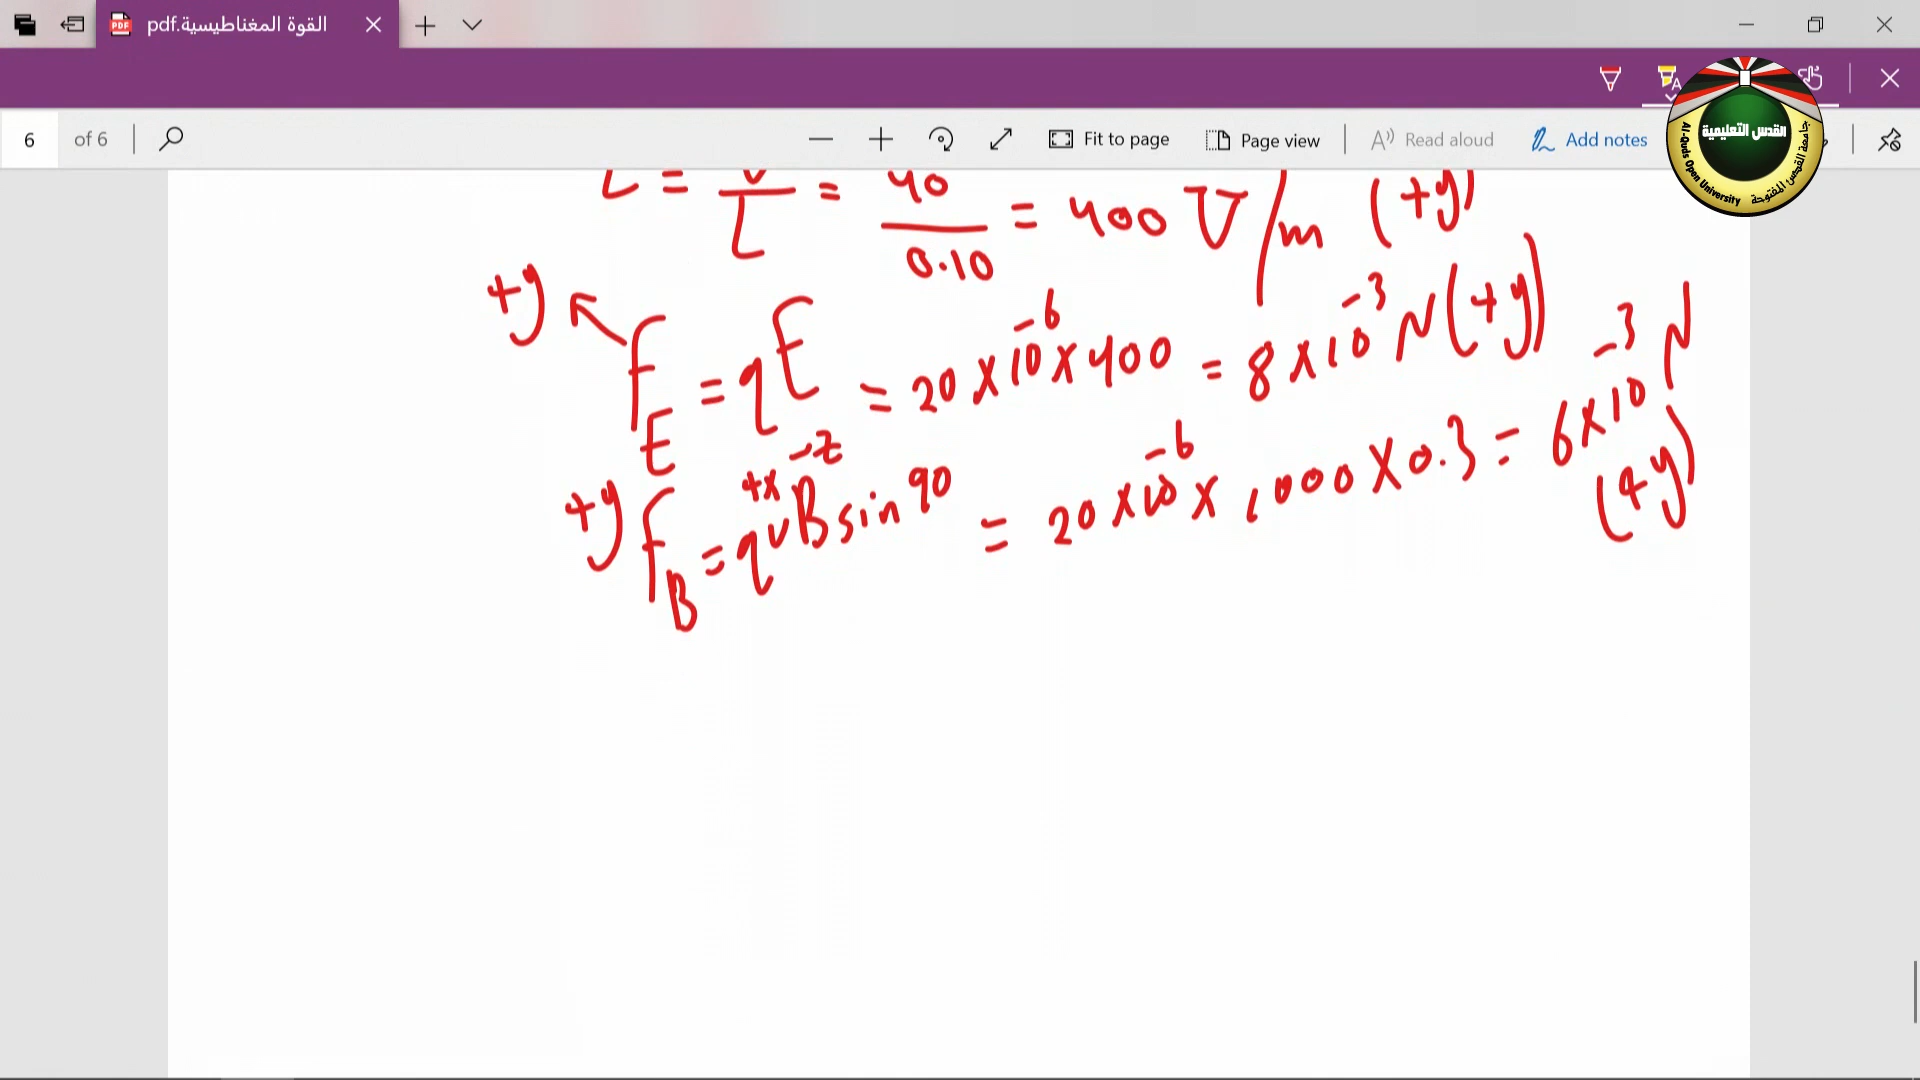 القوة المغناطيسية.pdf
6 of 6 Fit to page Page view Read aloud Add notes
القدس التعليمية
جامعة القدس المفتوحة
Al-Quds Open University
E = V/L = 40/0.10 = 400 V/m (+y)
+y
F_E = qE = 20 × 10^-6 × 400 = 8 × 10^-3 N (+y)
+x -z
+y F_B = qvB sin 90 = 20 × 10^-6 × 1000 × 0.3 = 6 × 10^-3 N
(+y)